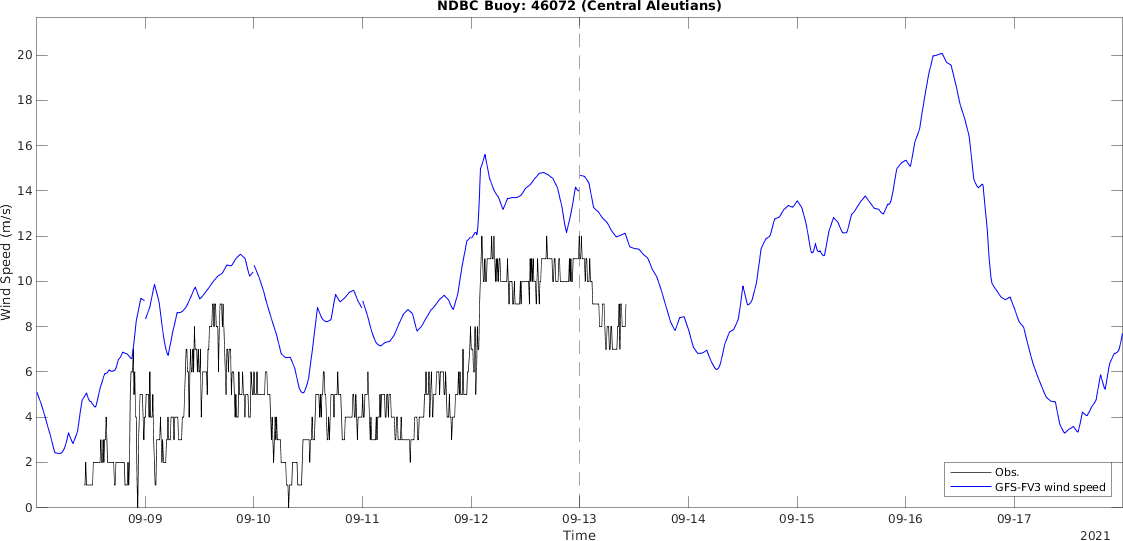 NDBC Buoy: 46072 (Central Aleutians)
20
18
16
14
12
10
8
6
4
2
0
Wind Speed (m/s)
09-09 09-10 09-11 09-12 09-13 09-14 09-15 09-16 09-17
Time
2021
Obs.
GFS-FV3 wind speed